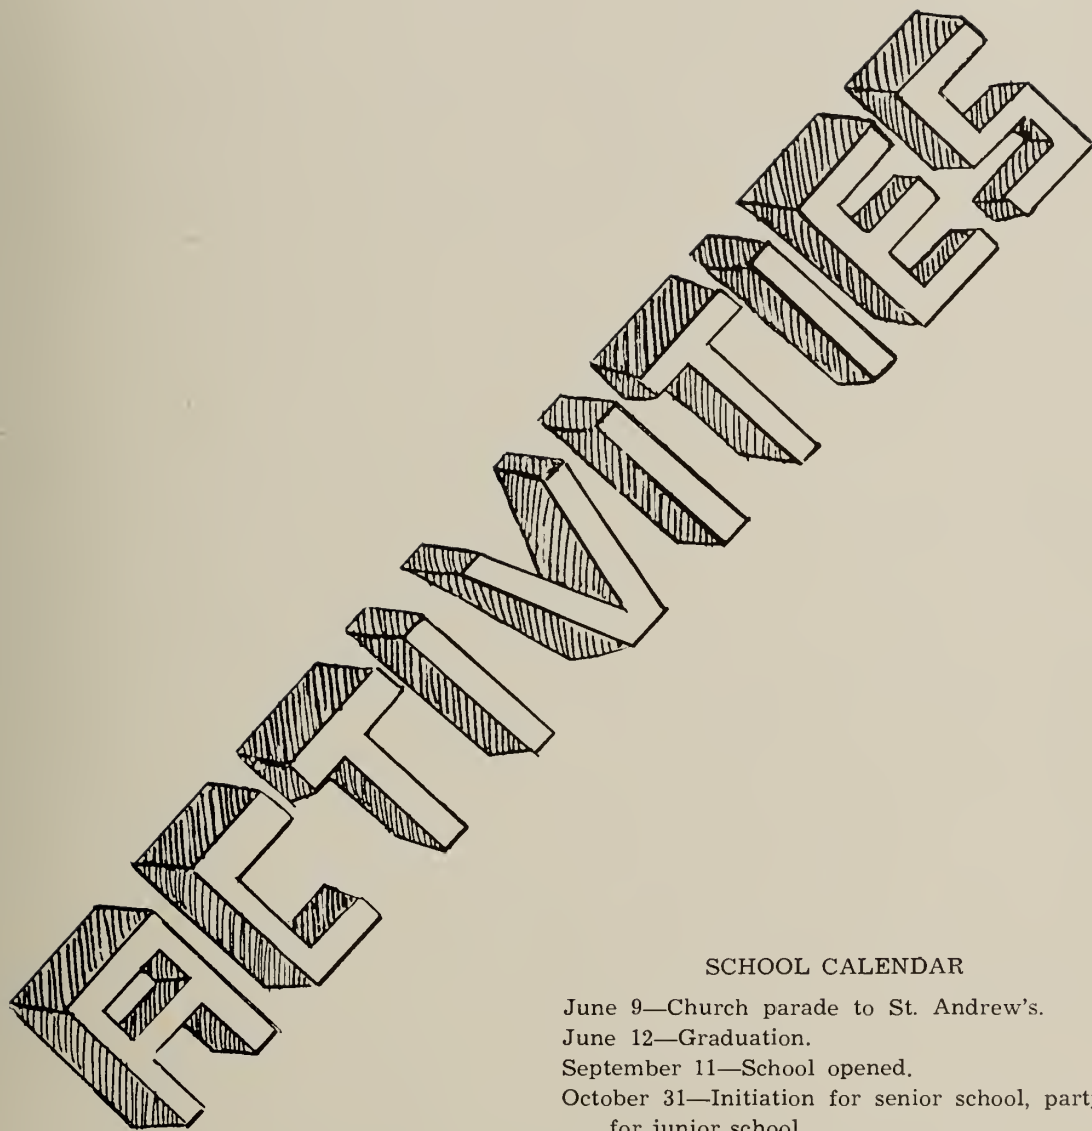 ACTIVITIES
SCHOOL CALENDAR
June 9—Church parade to St. Andrew's.
June 12—Graduation.
September 11—School opened.
October 31—Initiation for senior school, part
for junior school